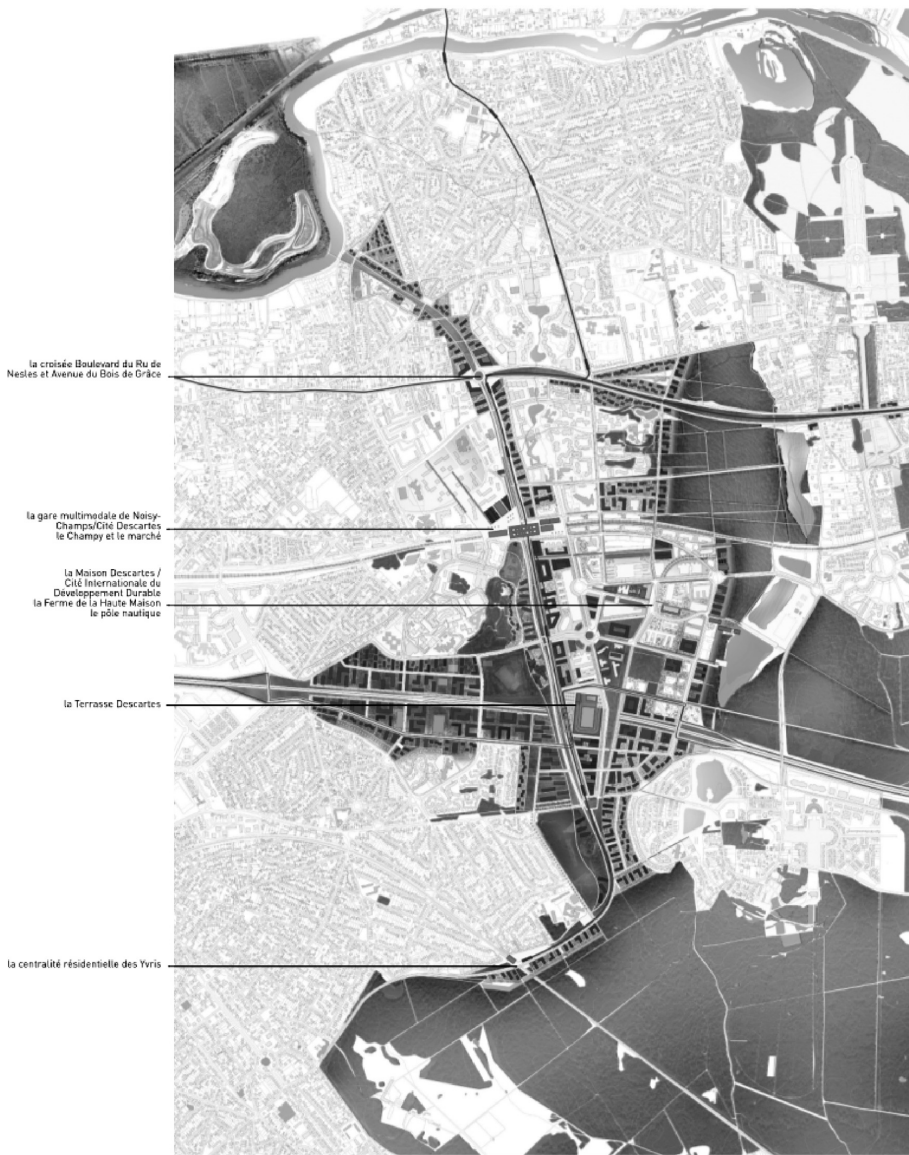 la croisée Boulevard du Ru de
Nesles et Avenue du Bois de Grâce
la gare multimodale de Noisy-
Champs/Cité Descartes
le Champy et le marché
la Maison Descartes /
Cité Internationale du
Développement Durable
la Ferme de la Haute Maison
le pôle nautique
la Terrasse Descartes
la centralité résidentielle des Yvris